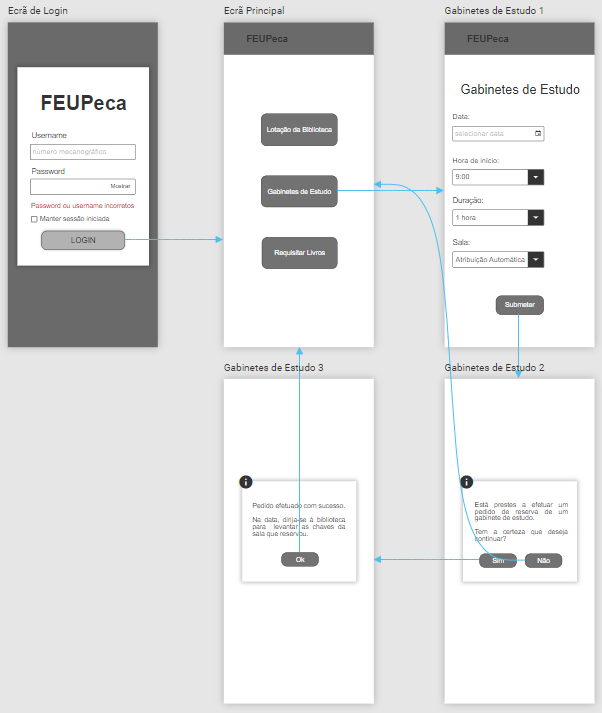 Ecrã de Login
FEUPeca
Username
número mecanográfico
Password
Mostrar
Password ou username incorretos
Manter sessão iniciada
LOGIN
Ecrã Principal
FEUPeca
Lotação da Biblioteca
Gabinetes de Estudo
Requisitar Livros
Gabinetes de Estudo 1
FEUPeca
Gabinetes de Estudo
Data:
selecionar data
Hora de início:
9:00
Duração:
1 hora
Sala:
Atribuição Automática
Submeter
Gabinetes de Estudo 3
i
Pedido efetuado com sucesso.
Na data, dirija-se à biblioteca
para levantar as chaves da
sala que reservou.
Ok
Gabinetes de Estudo 2
i
Está prestes a efetuar um
pedido de reserva de um
gabinete de estudo.
Tem a certeza que deseja
continuar?
Sim
Não